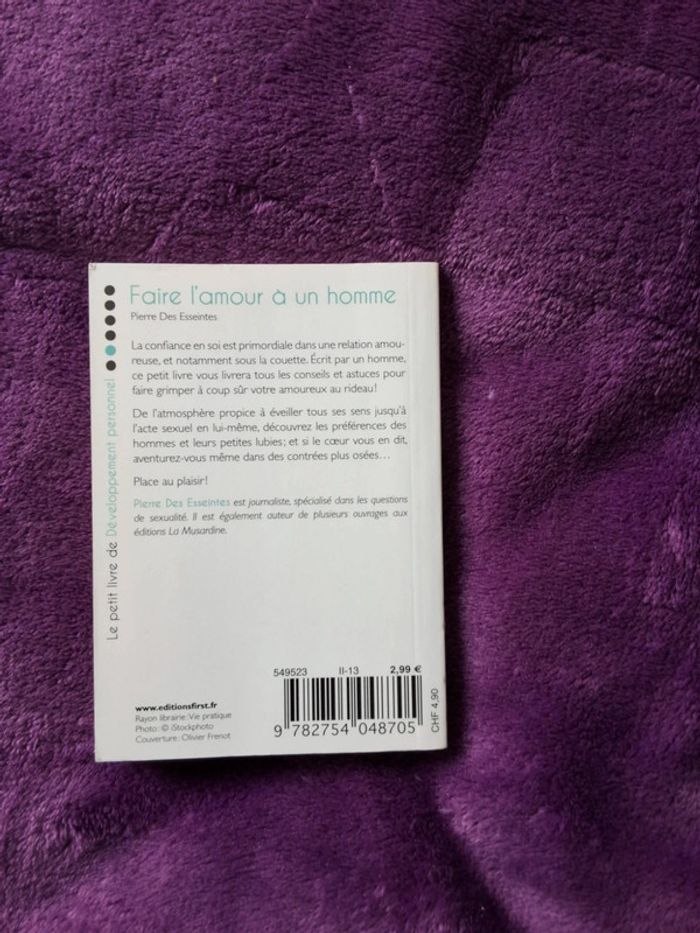 Faire l'amour à un homme
Pierre Des Esseintes
La confiance en soi est primordiale dans une relation amou-
reuse, et notamment sous la couette. Écrit par un homme,
ce petit livre vous livrera tous les conseils et astuces pour
faire grimper à coup sûr votre amoureux au rideau !
De l'atmosphère propice à éveiller tous ses sens jusqu'à
l'acte sexuel en lui-même, découvrez les préférences des
hommes et leurs petites lubies ; et si le cœur vous en dit,
aventurez-vous même dans des contrées plus osées…
Place au plaisir !
Pierre Des Esseintes est journaliste, spécialisé dans les questions
de sexualité. Il est également auteur de plusieurs ouvrages aux
éditions La Musardine.
Le petit livre de Développement personnel
549523 II-13 2,99 €
www.editionsfirst.fr
Rayon librairie : Vie pratique
Photo : © iStockphoto
Couverture : Olivier Frenot
9 782754 048705
CHF 4,90